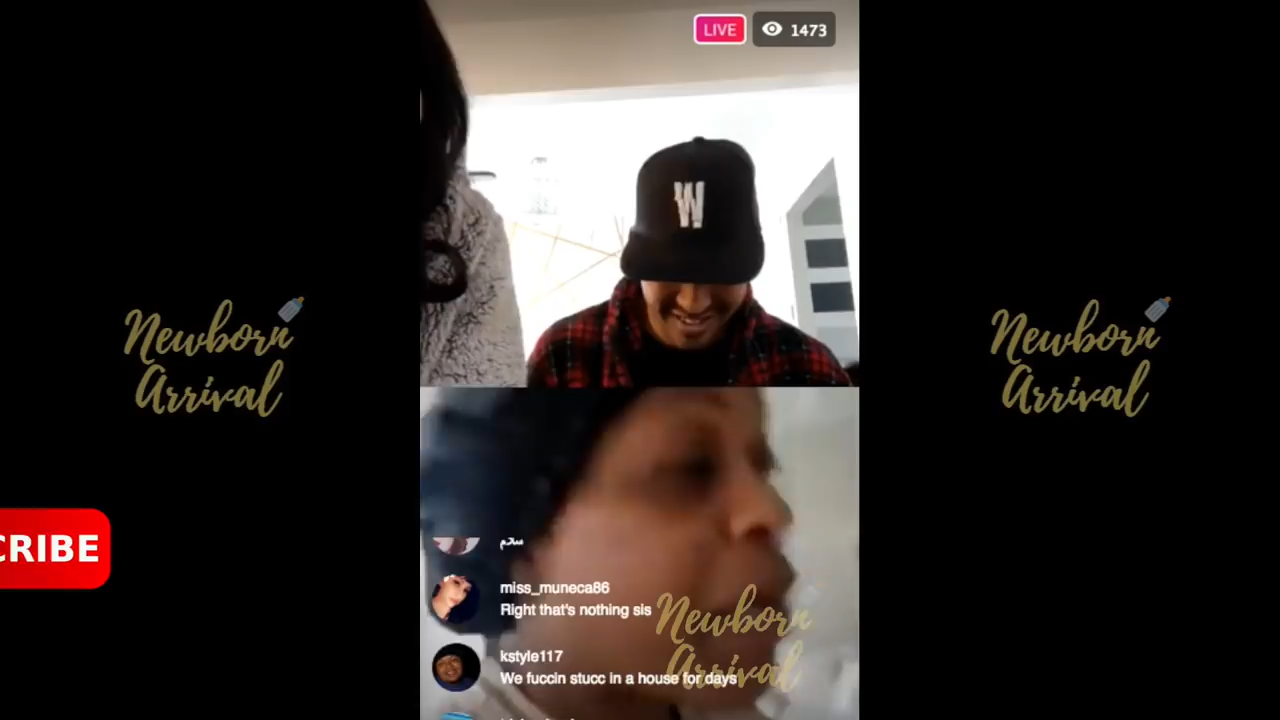 LIVE
1473
W
Newborn
Arrival
Newborn
Arrival
CRIBE
miss_muneca86
Right that's nothing sis
kstyle117
We fuccin stucc in a house for days
Newborn
Arrival